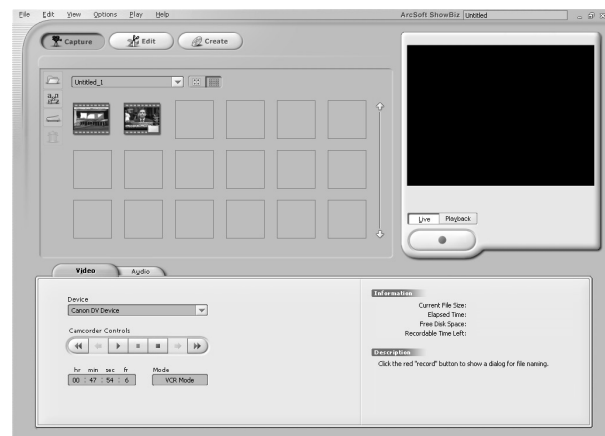 File Edit View Options Play Help
ArcSoft ShowBiz Untitled
Capture Edit Create
Untitled_1
Live Playback
Video Audio
Device
Canon DV Device
Camcorder Controls
hr min sec fr Mode
00 : 47 : 54 : 6 VCR Mode
Information
Current File Size:
Elapsed Time:
Free Disk Space:
Recordable Time Left:
Description
Click the red "record" button to show a dialog for file naming.